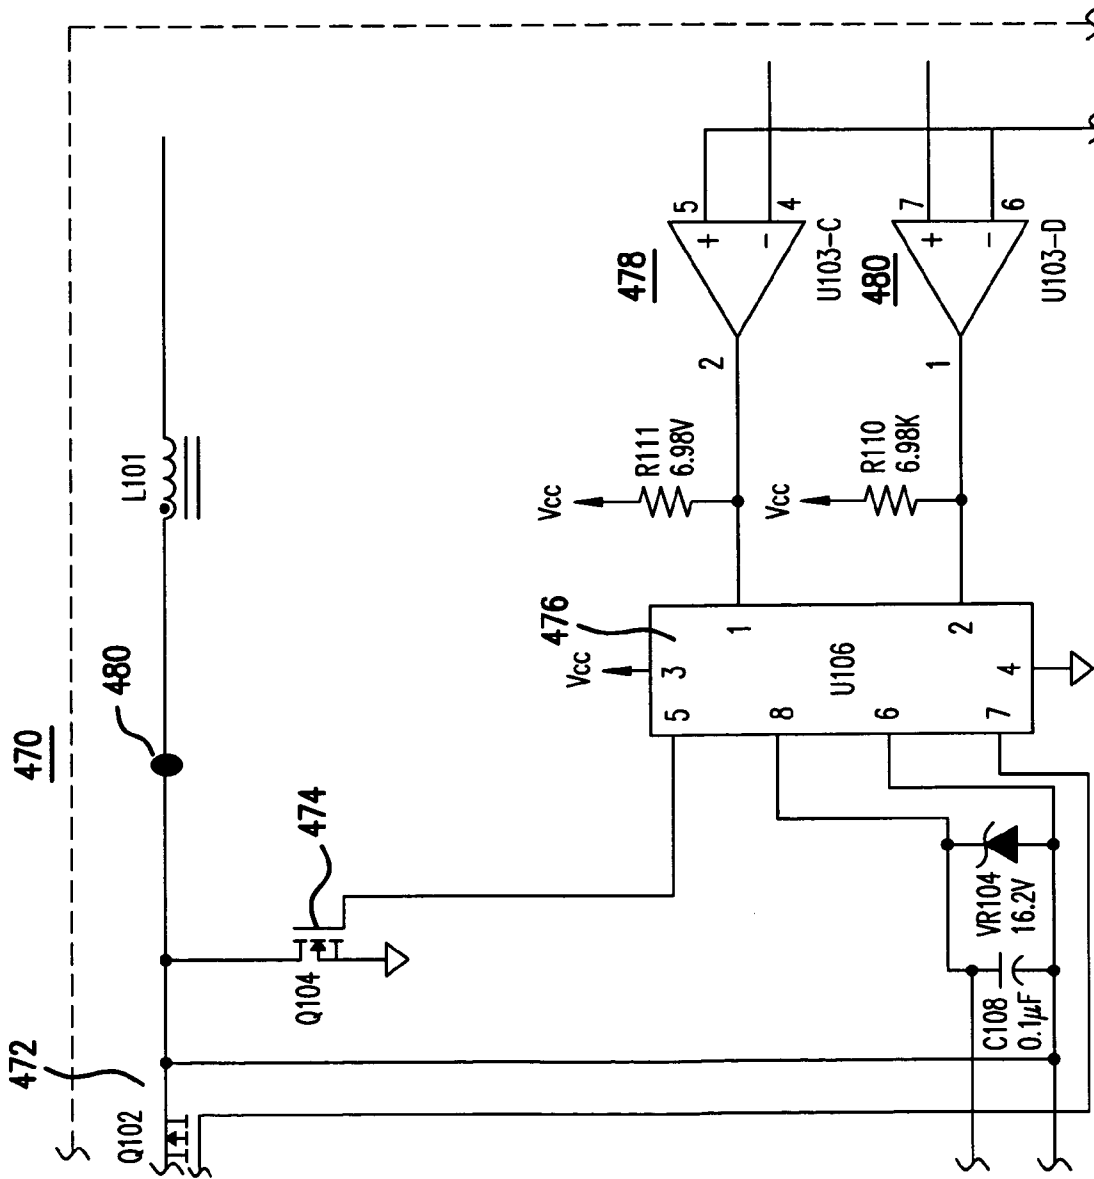 470
472
Q102
480
L101
474
Q104
476
Vcc
3
5
8
6
7
4
1
2
U106
Vcc
R111
6.98V
Vcc
R110
6.98K
478
2
5
+
-
4
U103-C
480
1
7
+
-
6
U103-D
VR104
16.2V
C108
0.1µF